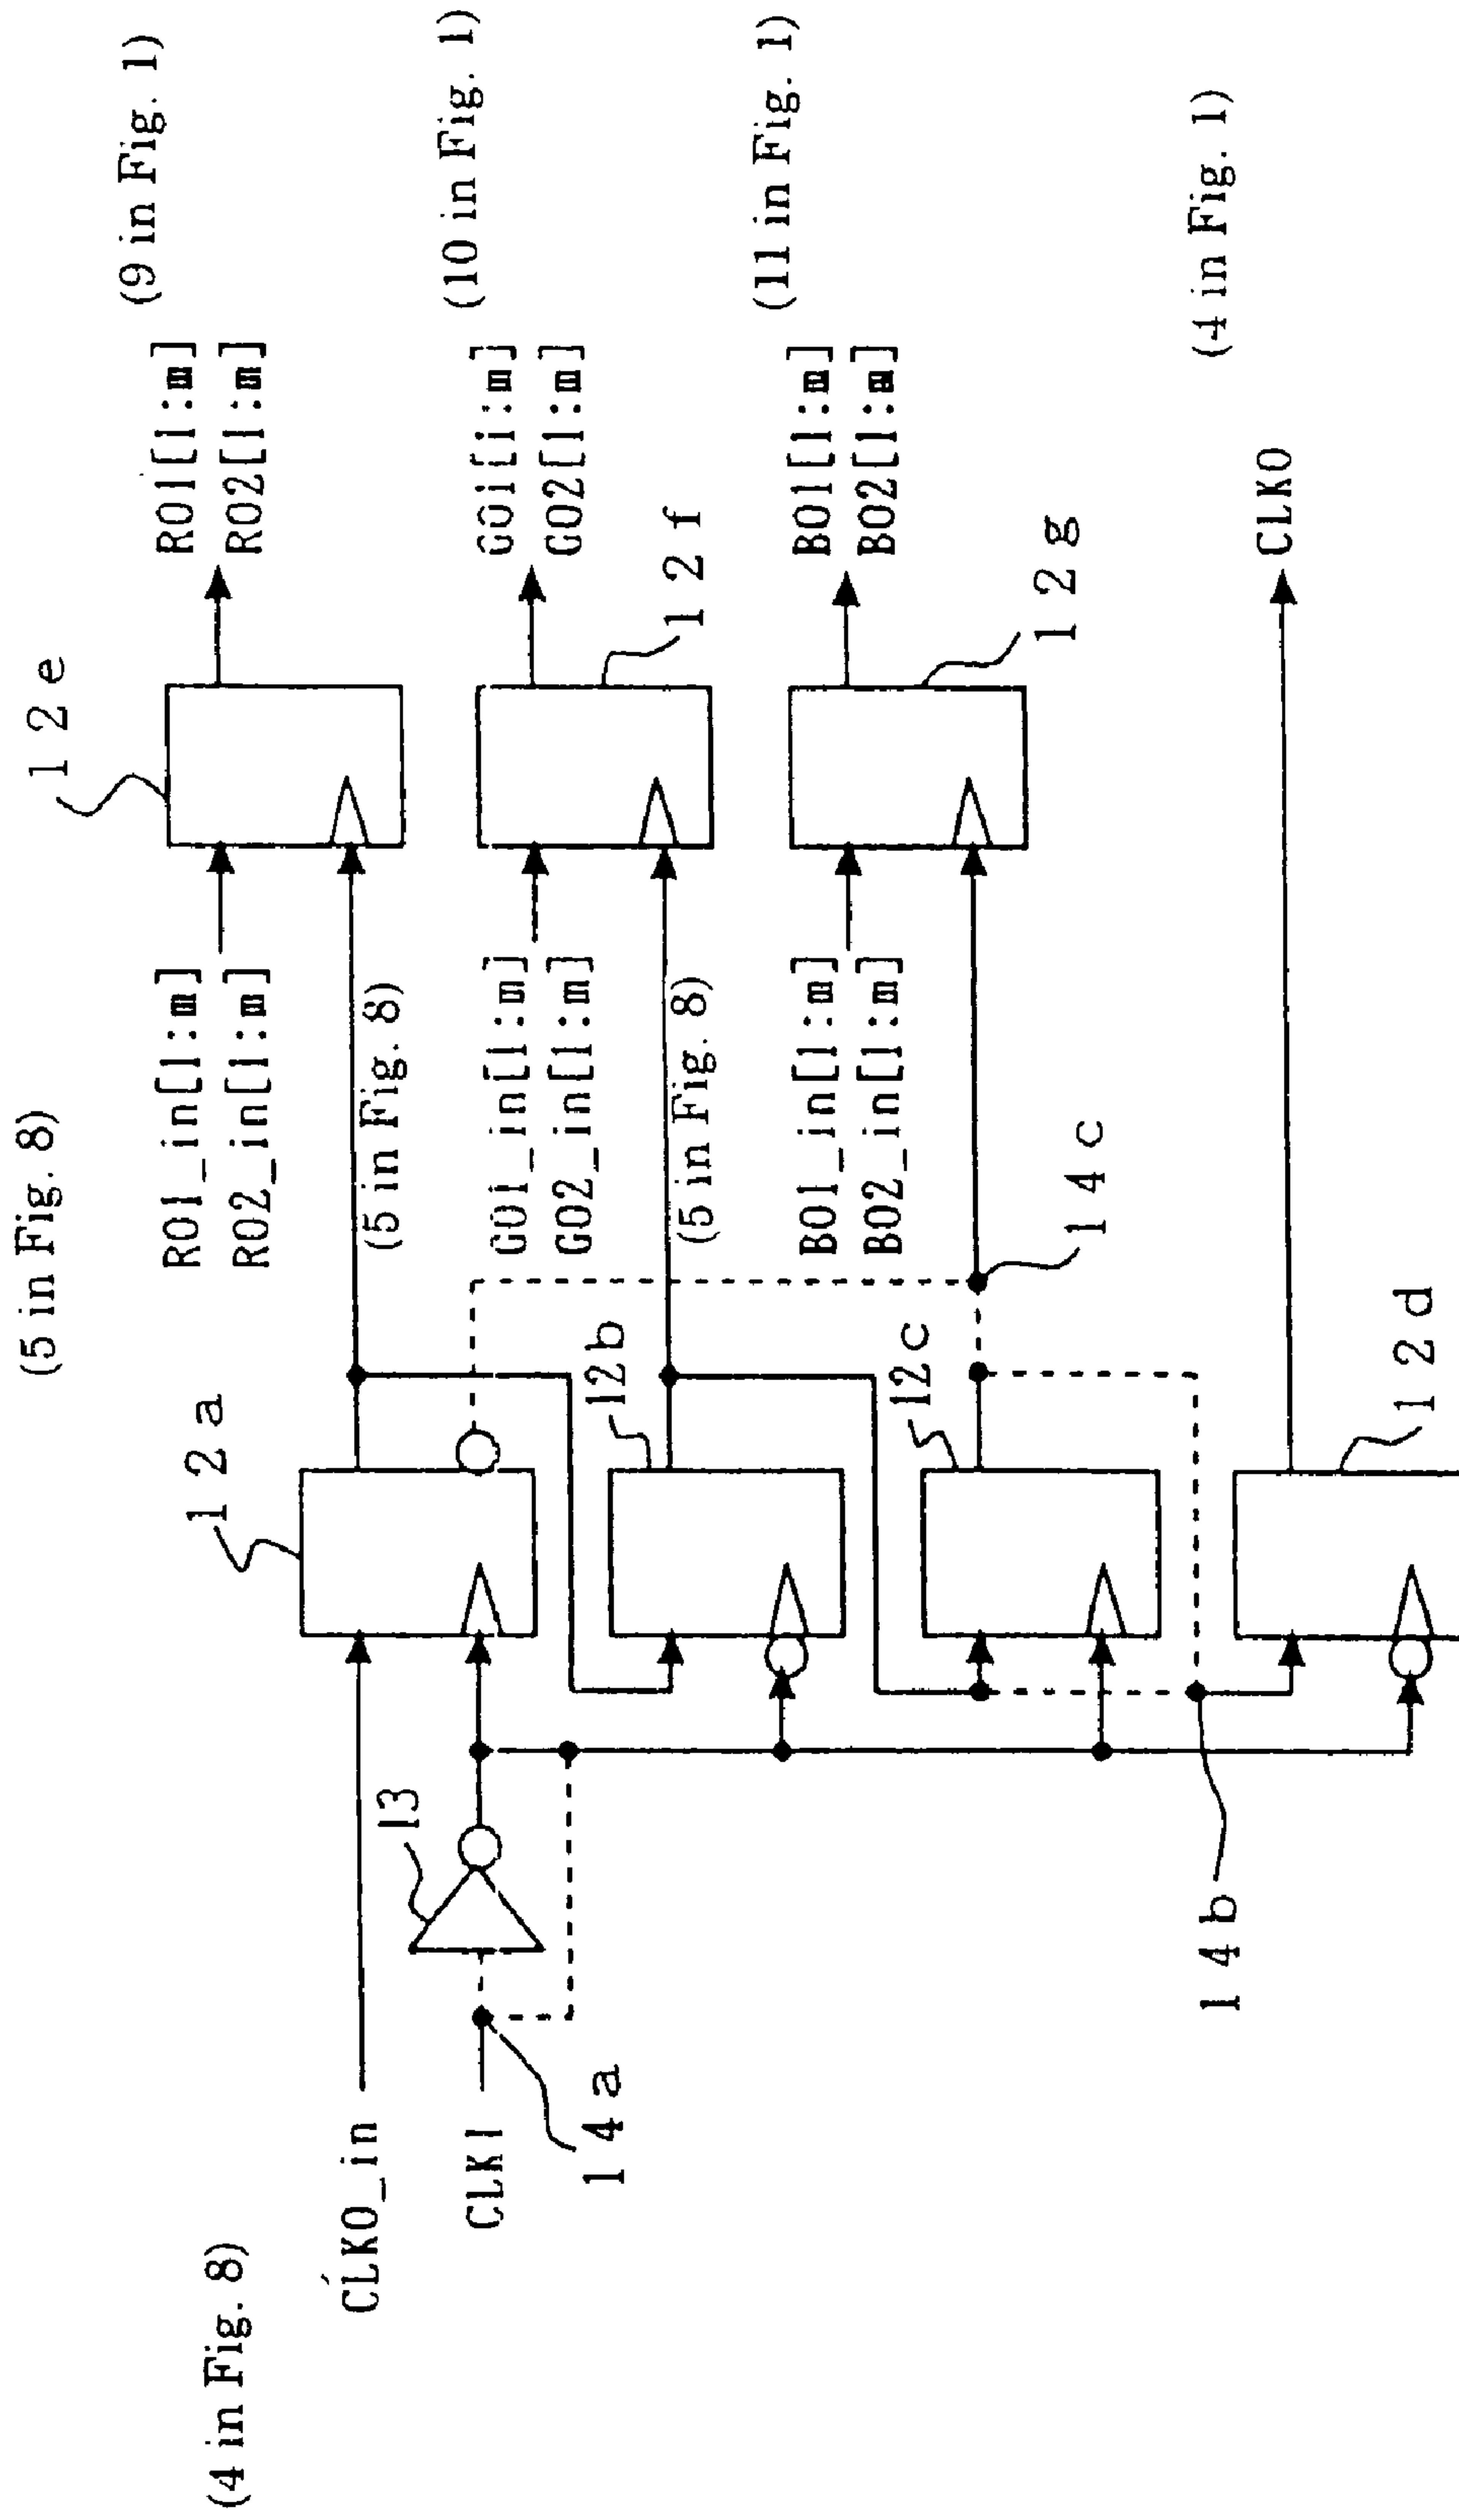 (4 in Fig. 8)
(5 in Fig. 8)
CLKO_in
CLKI
13
14a
14b
12a
12b
12c
12d
14c
RO1_in[1:m]
RO2_in[1:m]
(5 in Fig. 8)
GO1_in[1:m]
GO2_in[1:m]
(5 in Fig. 8)
BO1_in[1:m]
BO2_in[1:m]
12e
12f
12g
RO1[1:m]
RO2[1:m]
(9 in Fig. 1)
GO1[1:m]
GO2[1:m]
(10 in Fig. 1)
BO1[1:m]
BO2[1:m]
(11 in Fig. 1)
CLKO
(4 in Fig. 1)